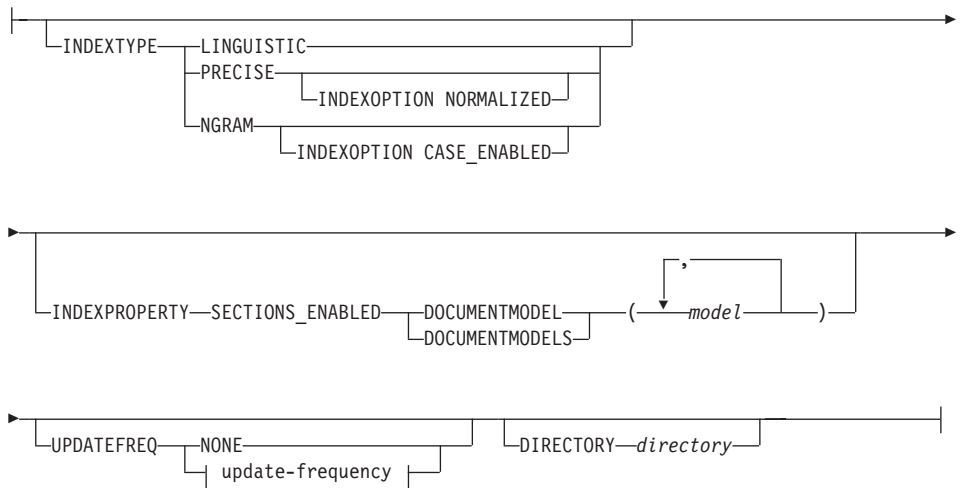 INDEXTYPE LINGUISTIC
PRECISE
INDEXOPTION NORMALIZED
NGRAM
INDEXOPTION CASE_ENABLED
,
INDEXPROPERTY SECTIONS_ENABLED DOCUMENTMODEL ( model )
DOCUMENTMODELS
UPDATEFREQ NONE DIRECTORY directory
update-frequency